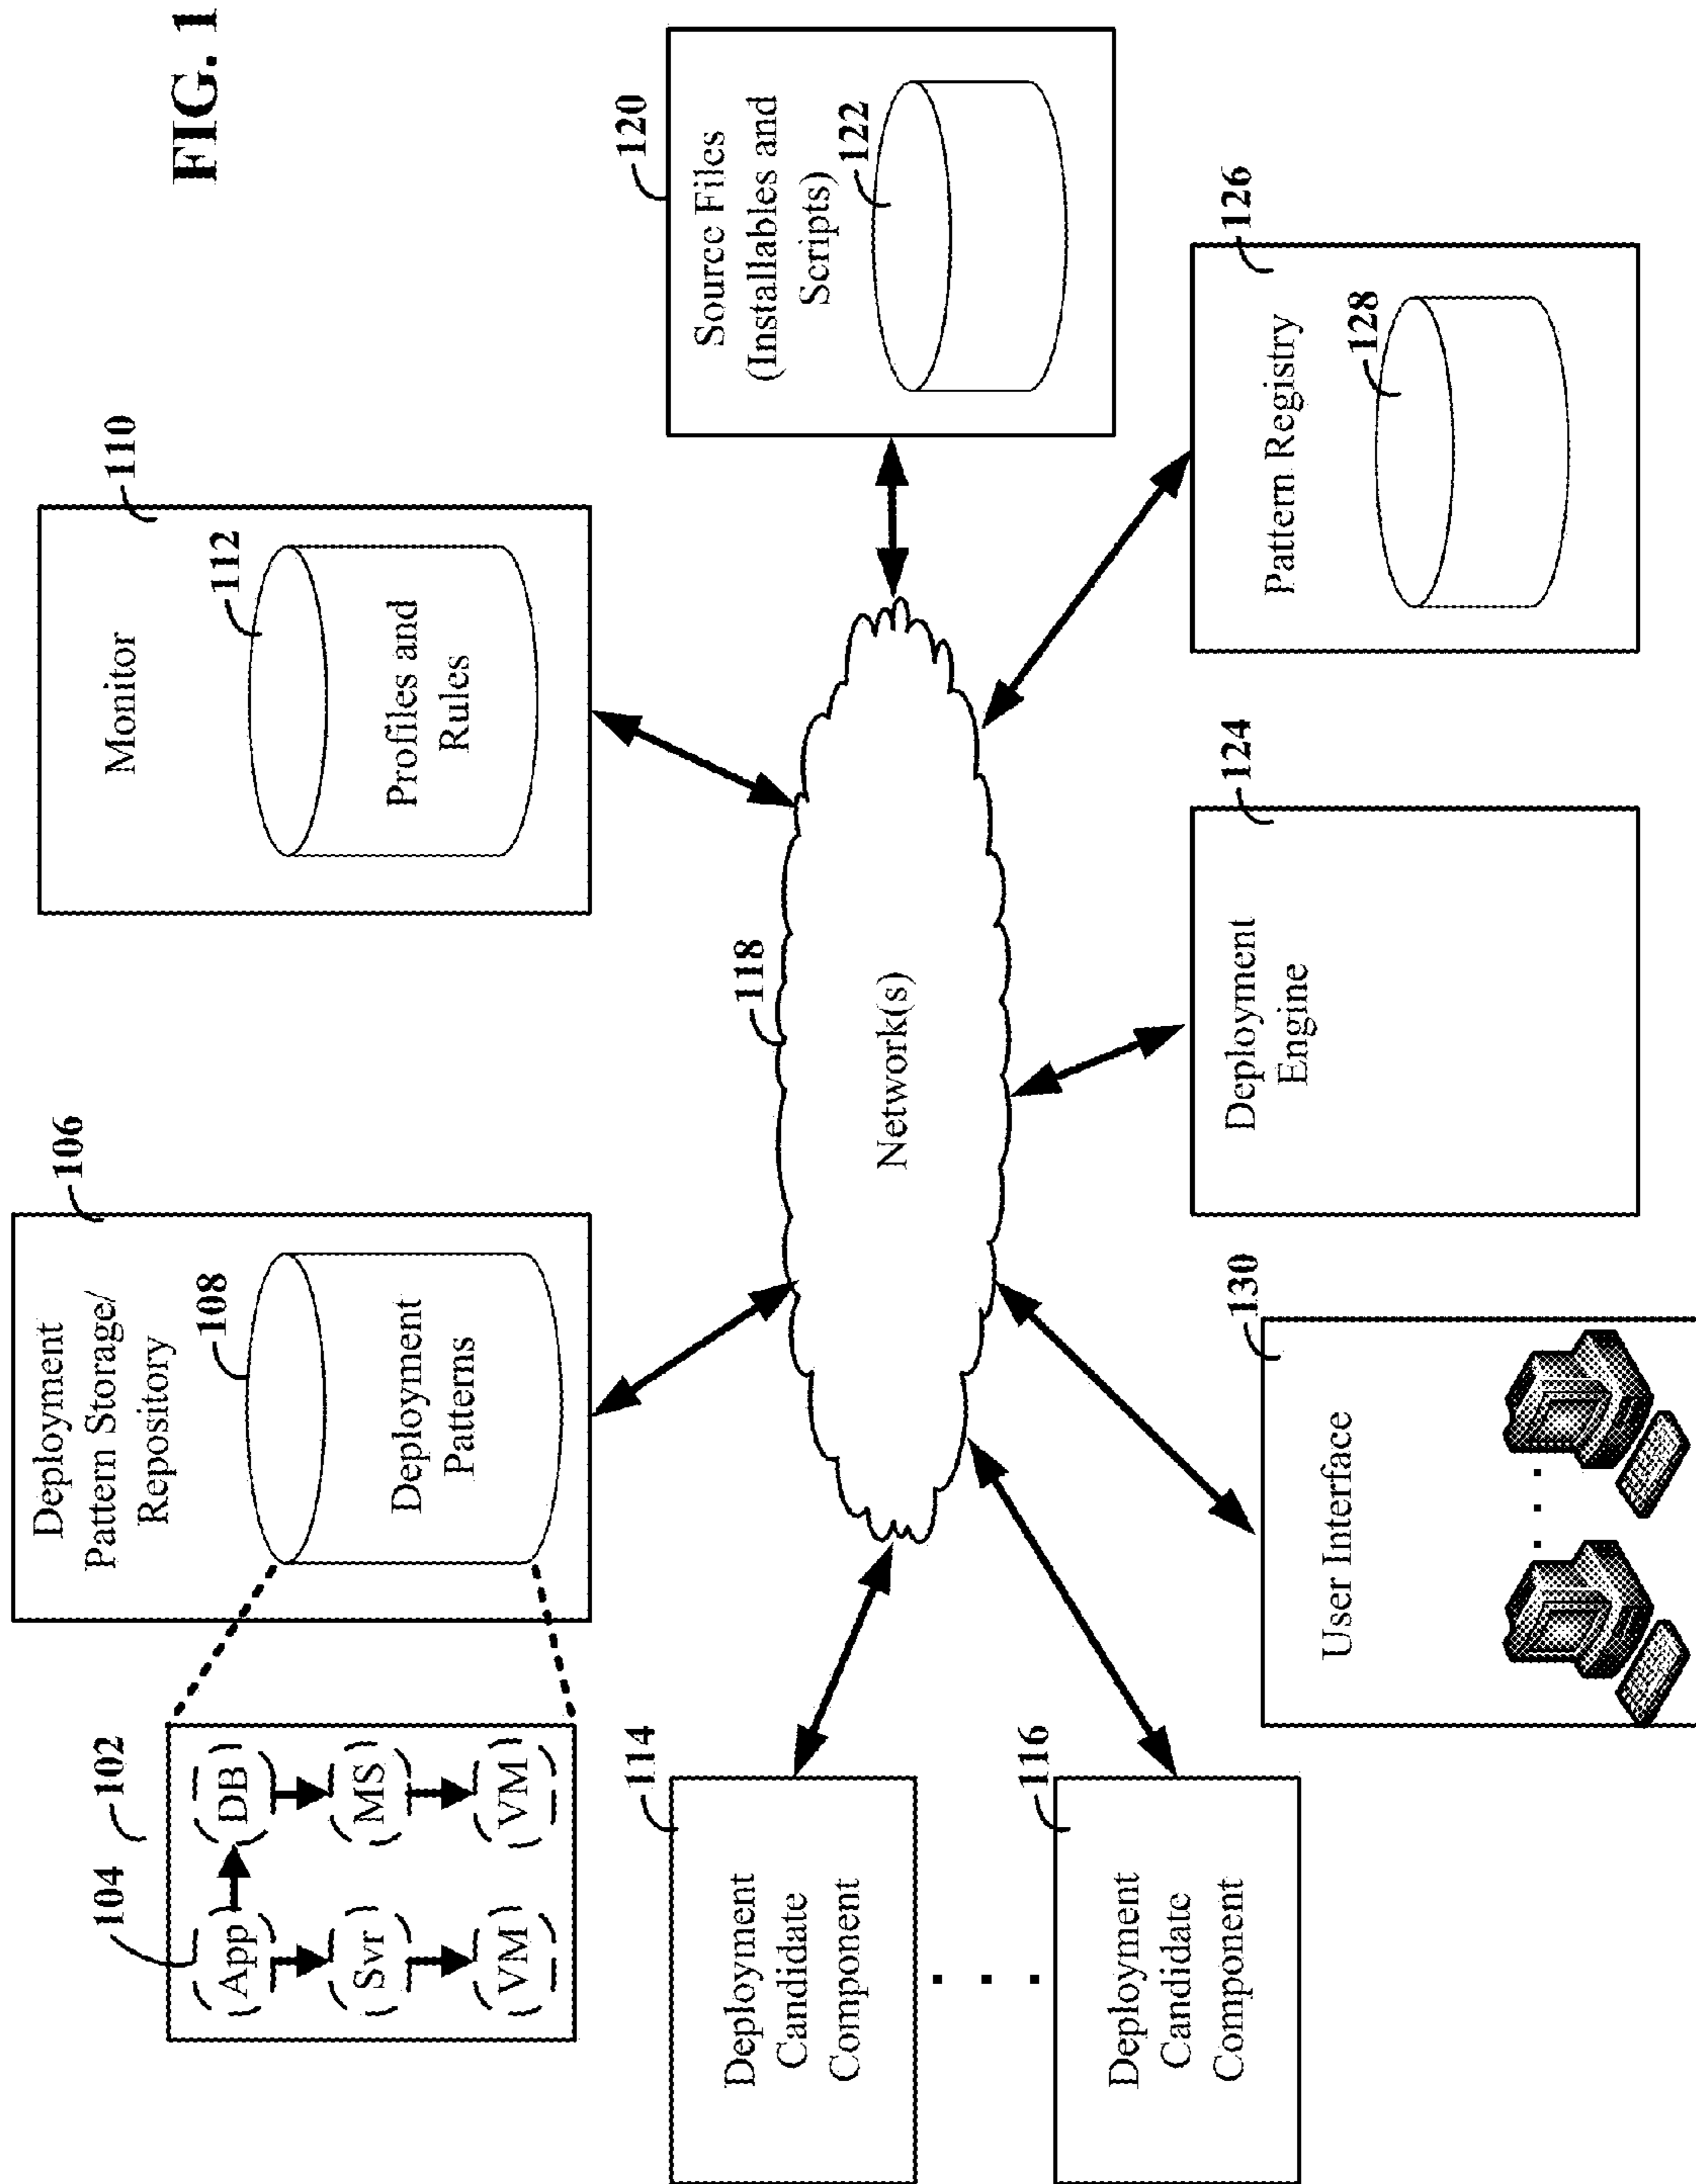 FIG. 1
104
102
App
DB
Svr
MS
VM
VM
106
Deployment
Pattern Storage/
Repository
108
Deployment
Patterns
110
Monitor
112
Profiles and
Rules
114
Deployment
Candidate
Component
. . .
116
Deployment
Candidate
Component
118
Network(s)
120
Source Files
(Installables and
Scripts)
122
130
User Interface
. . . .
124
Deployment
Engine
126
Pattern Registry
128